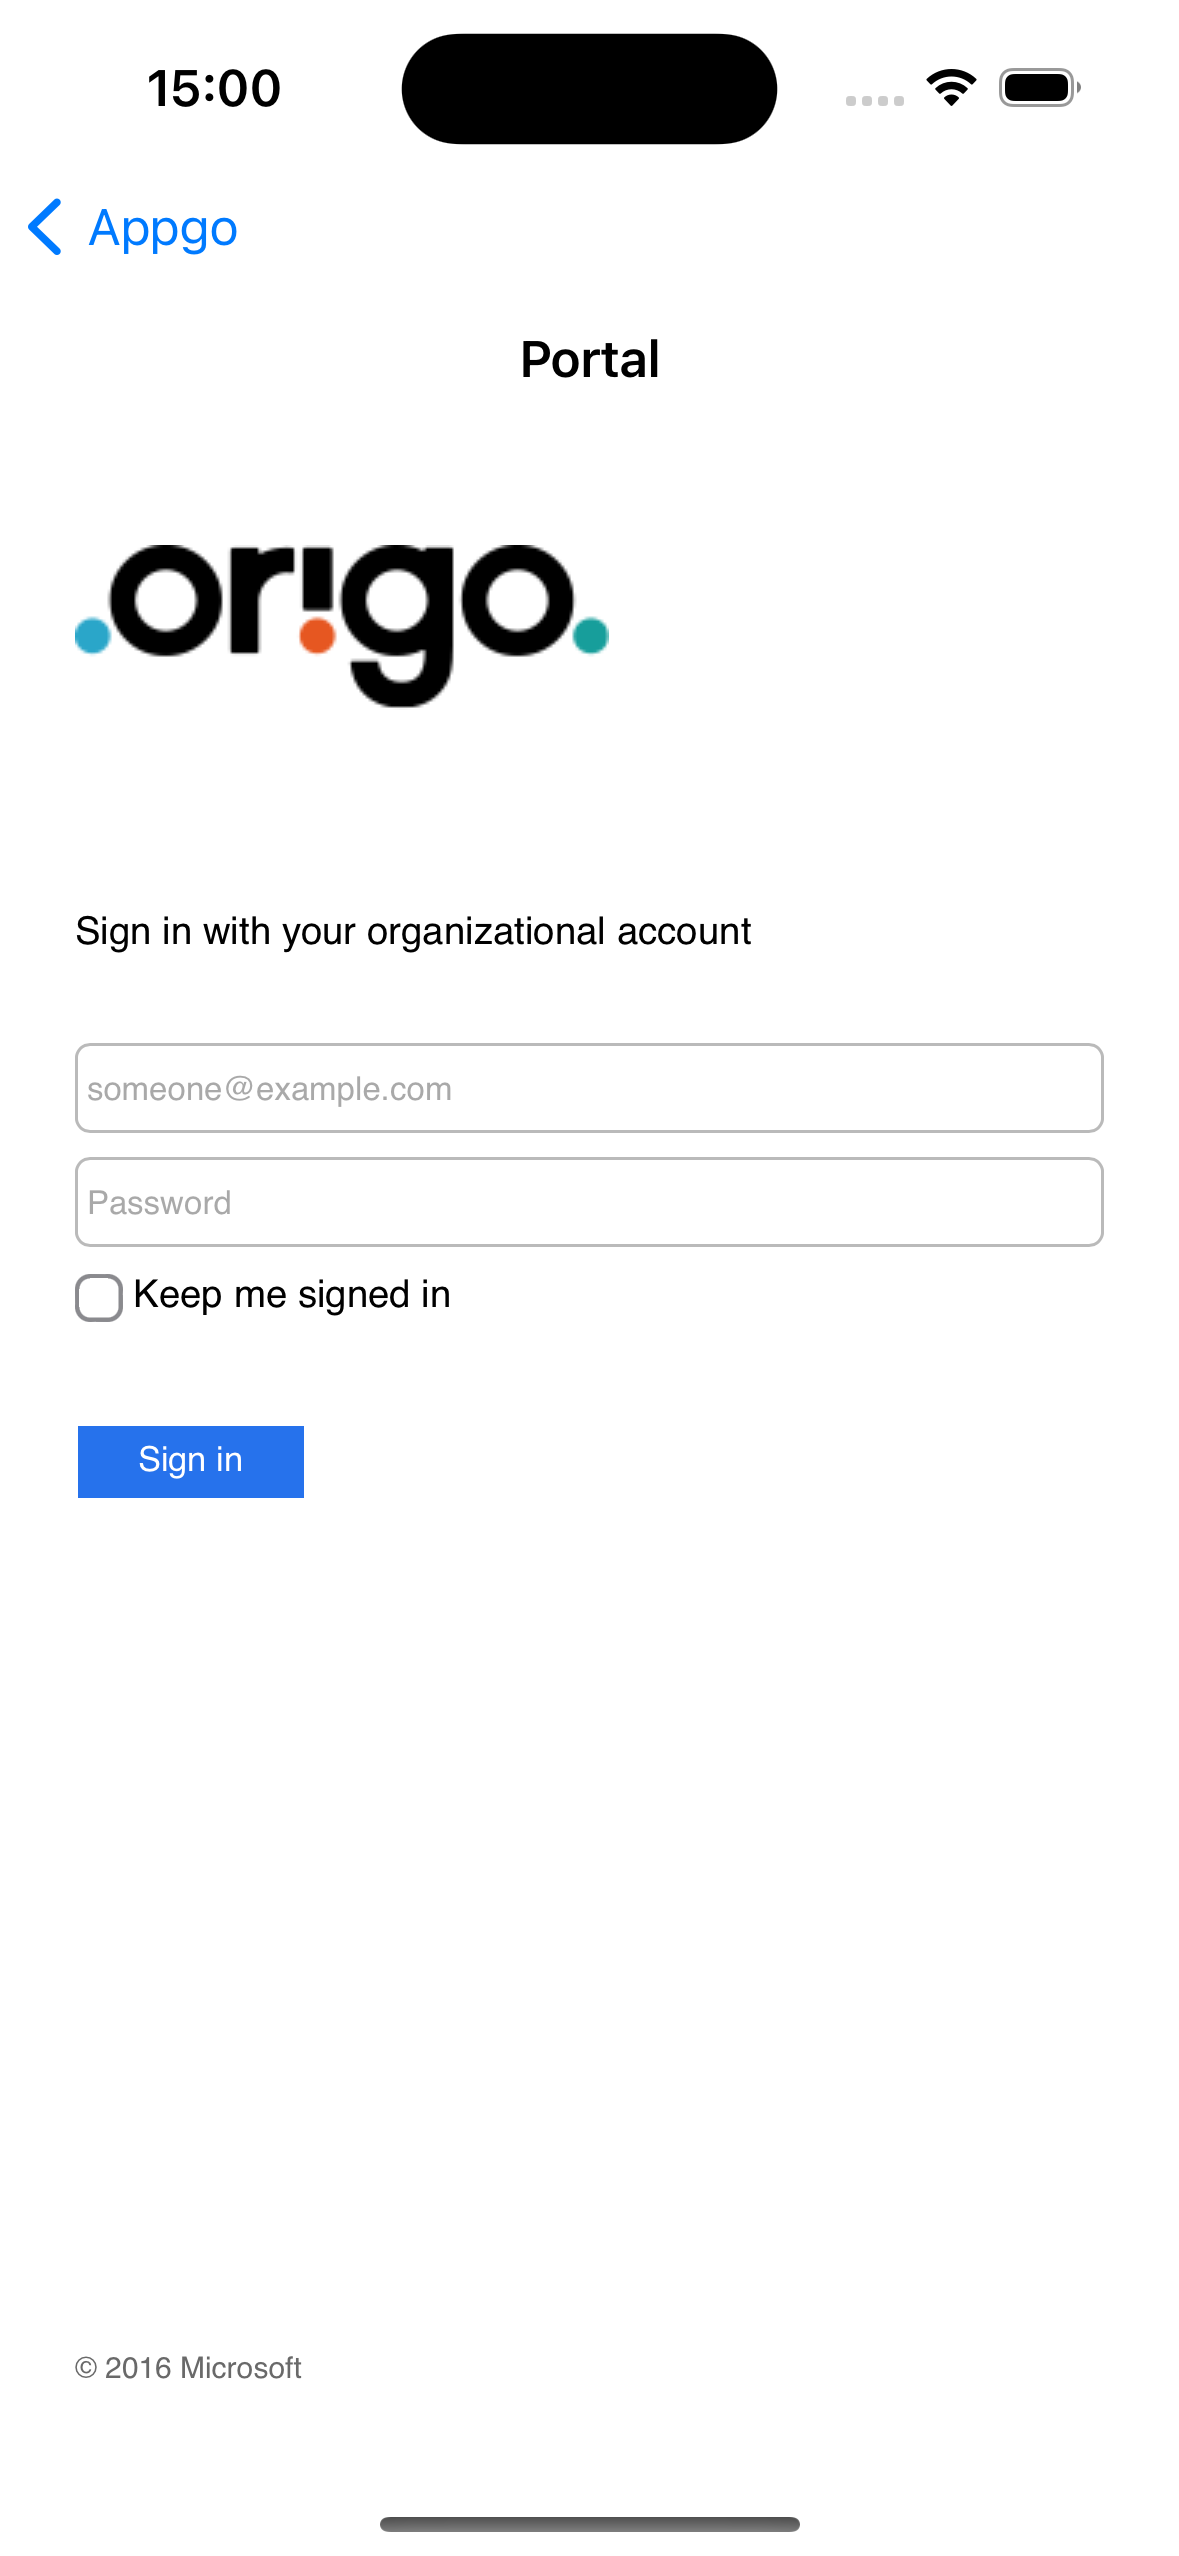 15:00
Appgo
Portal
.origo.
Sign in with your organizational account
someone@example.com
Password
Keep me signed in
Sign in
© 2016 Microsoft